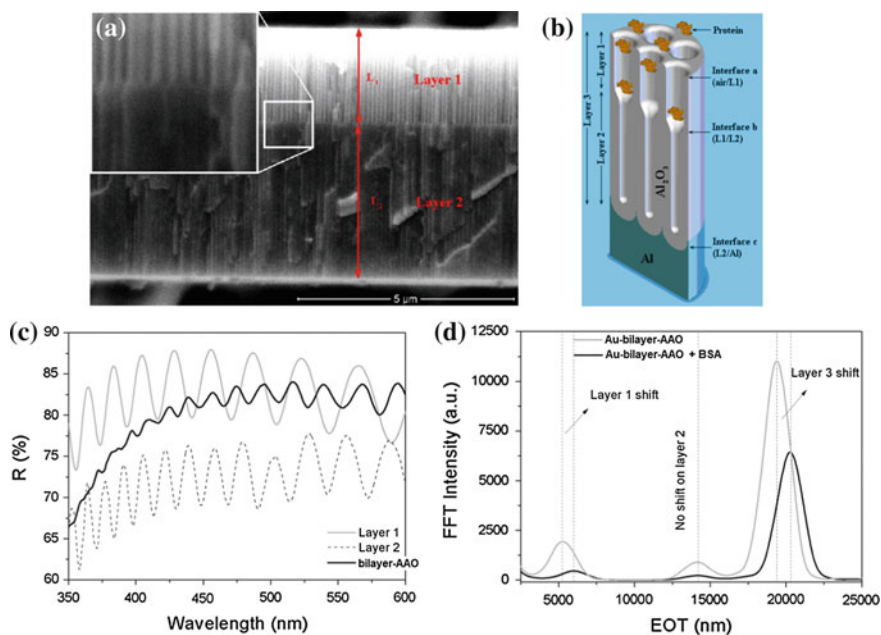 (a)
L₁
Layer 1
L₂
Layer 2
5 µm
(b)
Protein
Layer 1
Layer 3
Interface a
(air/L1)
Layer 2
Interface b
(L1/L2)
Al₂O₃
Interface c
(L2/Al)
Al
(c)
90
85
80
75
70
65
60
R (%)
350 400 450 500 550 600
Wavelength (nm)
Layer 1
Layer 2
bilayer-AAO
(d)
12500
10000
7500
5000
2500
0
FFT Intensity (a.u.)
Au-bilayer-AAO
Au-bilayer-AAO + BSA
Layer 1 shift
No shift on layer 2
Layer 3 shift
5000 10000 15000 20000 25000
EOT (nm)